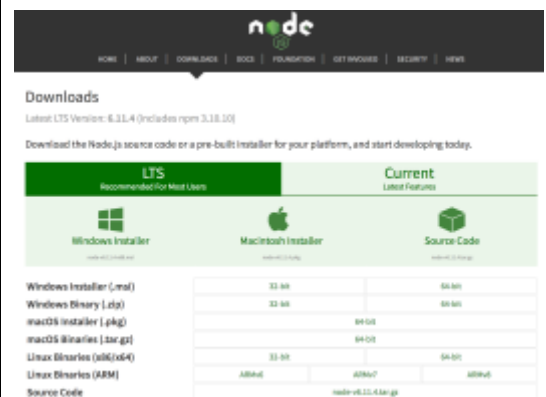 node
HOME | ABOUT | DOWNLOADS | DOCS | FOUNDATION | GET INVOLVED | SECURITY | NEWS
Downloads
Latest LTS Version: 6.11.4 (includes npm 3.10.10)
Download the Node.js source code or a pre-built installer for your platform, and start developing today.
LTS
Recommended For Most Users
Current
Latest Features
Windows Installer
Macintosh Installer
Source Code
Windows Installer (.msi) 32-bit 64-bit
Windows Binary (.zip) 32-bit 64-bit
macOS Installer (.pkg) 64-bit
macOS Binaries (.tar.gz) 64-bit
Linux Binaries (x86/x64) 32-bit 64-bit
Linux Binaries (ARM) ARMv6 ARMv7 ARMv8
Source Code node-v6.11.4.tar.gz